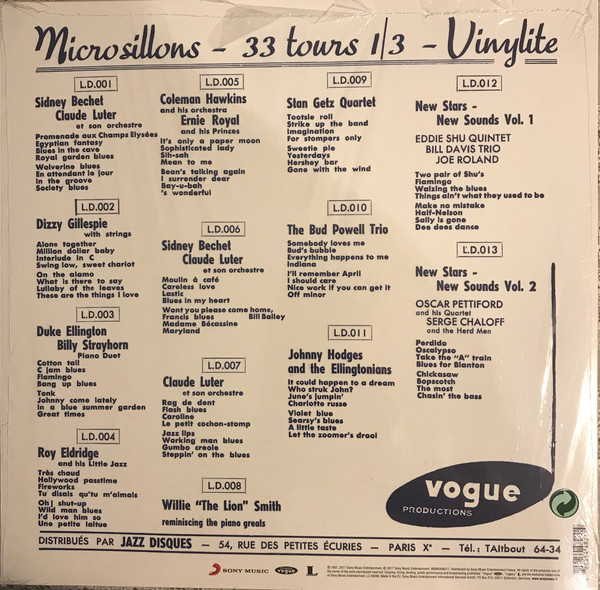 Microsillons - 33 tours 1/3 - Vinylite
L.D.001
Sidney Bechet
Claude Luter
et son orchestre
Promenade aux Champs Elysées
Egyptian fantasy
Blues in the cave
Royal garden blues
Wolverine blues
En attendant le jour
In the groove
Society blues
L.D.002
Dizzy Gillespie
with strings
Alone together
Million dollar baby
Interlude in C
Swing low, sweet chariot
On the alamo
What is there to say
Lullaby of the leaves
These are the things I love
L.D.003
Duke Ellington
Billy Strayhorn
Piano Duet
Cotton tail
C jam blues
Flamingo
Bang up blues
Tonk
Johnny come lately
In a blue summer garden
Great times
L.D.004
Roy Eldridge
and his Little Jazz
Très chaud
Hollywood passtime
Fireworks
Tu disais qu'tu m'aimais
Oh! shut-up
Wild man blues
I'd love him so
Une petite laitue
L.D.005
Coleman Hawkins
and his orchestra
Ernie Royal
and his Princes
It's only a paper moon
Sophisticated lady
Sih-sah
Mean to me
Bean's talking again
I surrender dear
Bay-u-bah
's wonderful
L.D.006
Sidney Bechet
Claude Luter
et son orchestre
Moulin à café
Careless love
Lastic
Blues in my heart
Wont you please come home,
Francis blues Bill Bailey
Madame Bécassine
Maryland
L.D.007
Claude Luter
et son orchestre
Rag de dent
Flash blues
Caroline
Le petit cochon-stomp
Jazz lips
Working man blues
Gumbo creole
Steppin' on the blues
L.D.008
Willie "The Lion" Smith
reminiscing the piano greals
L.D.009
Stan Getz Quartet
Tootsie roll
Strike up the band
Imagination
For stompers only
Sweetie pie
Yesterdays
Hershey bar
Gone with the wind
L.D.010
The Bud Powell Trio
Somebody loves me
Bud's bubble
Everything happens to me
Indiana
I'll remember April
I should care
Nice work if you can get it
Off minor
L.D.011
Johnny Hodges
and the Ellingtonians
It could happen to a dream
Who struk John?
June's jumpin'
Charlotte russe
Violet blue
Searsy's blues
A little taste
Let the zoomer's drool
L.D.012
New Stars -
New Sounds Vol. 1
EDDIE SHU QUINTET
BILL DAVIS TRIO
JOE ROLAND
Two pair of Shu's
Flamingo
Walzing the blues
Things ain't what they used to be
Make no mistake
Half-Nelson
Sally is gone
Dee dees dance
L.D.013
New Stars -
New Sounds Vol. 2
OSCAR PETTIFORD
and his Quartet
SERGE CHALOFF
and the Herd Men
Perdido
Oscalypso
Take the "A" train
Blues for Blanton
Chickasaw
Bopscotch
The most
Chasin' the bass
vogue
PRODUCTIONS
DISTRIBUÉS PAR JAZZ DISQUES - 54, RUE DES PETITES ÉCURIES - PARIS Xe - Tél.: TAItbout 64-34
SONY MUSIC vogue L